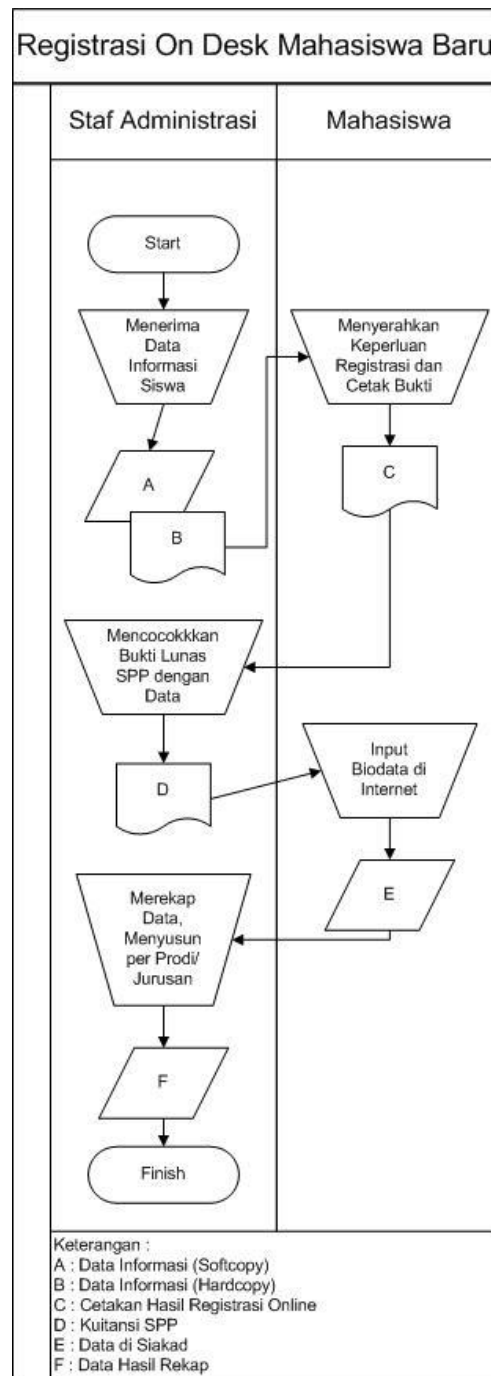 Registrasi On Desk Mahasiswa Baru
Staf Administrasi
Mahasiswa
Start
Menerima
Data
Informasi
Siswa
Menyerahkan
Keperluan
Registrasi dan
Cetak Bukti
A
B
C
Mencocokkkan
Bukti Lunas
SPP dengan
Data
D
Input
Biodata di
Internet
E
Merekap
Data,
Menyusun
per Prodi/
Jurusan
F
Finish
Keterangan :
A : Data Informasi (Softcopy)
B : Data Informasi (Hardcopy)
C : Cetakan Hasil Registrasi Online
D : Kuitansi SPP
E : Data di Siakad
F : Data Hasil Rekap